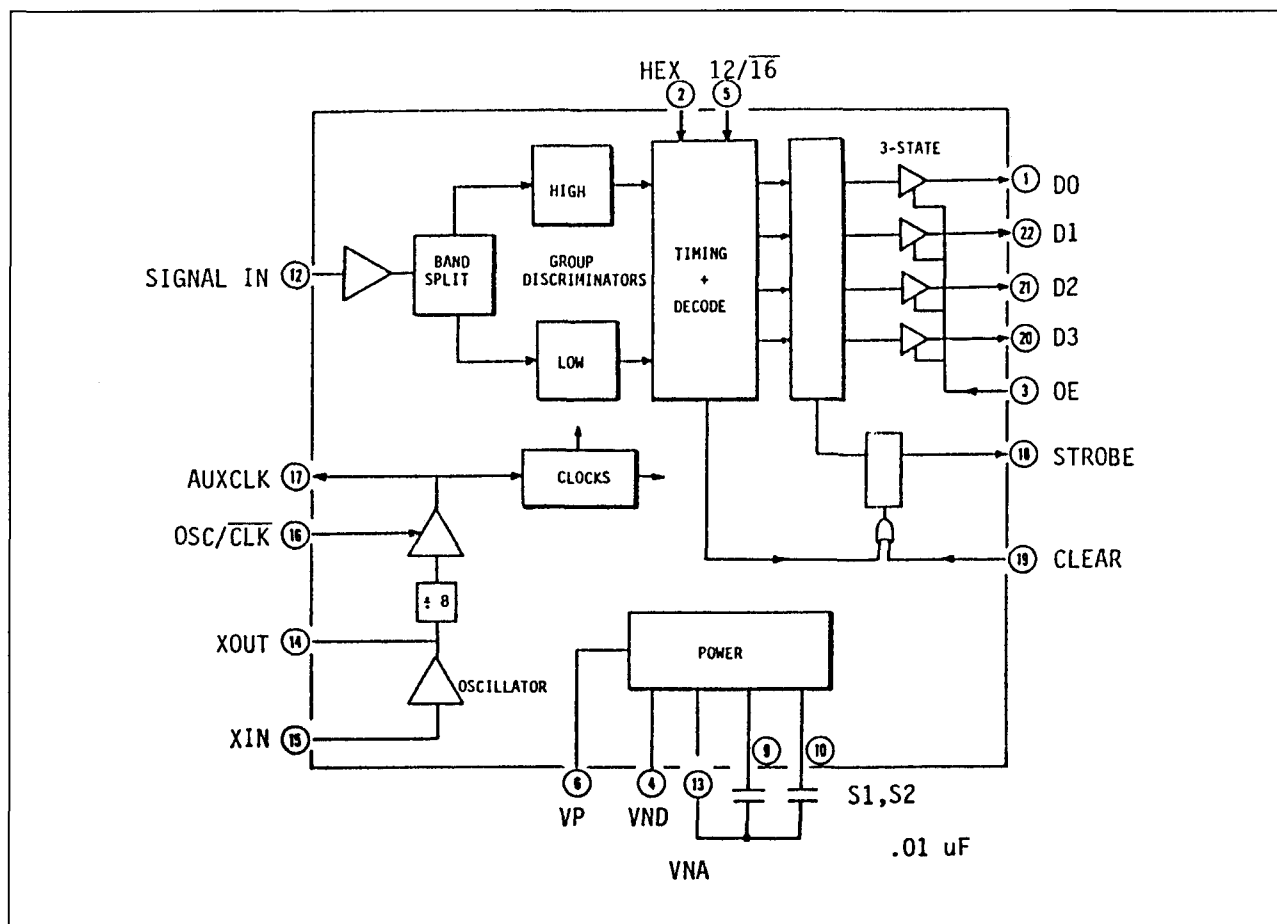 HEX 12/1̅6̅
2 5
3-STATE
HIGH
1 D0
22 D1
SIGNAL IN 12
BAND
SPLIT
GROUP
DISCRIMINATORS
TIMING
+
DECODE
21 D2
LOW
20 D3
3 OE
18 STROBE
AUXCLK 17
CLOCKS
OSC/C̅L̅K̅ 16
19 CLEAR
÷ 8
XOUT 14
POWER
OSCILLATOR
XIN 15
9 10
6 4 13
S1,S2
VP VND
.01 uF
VNA